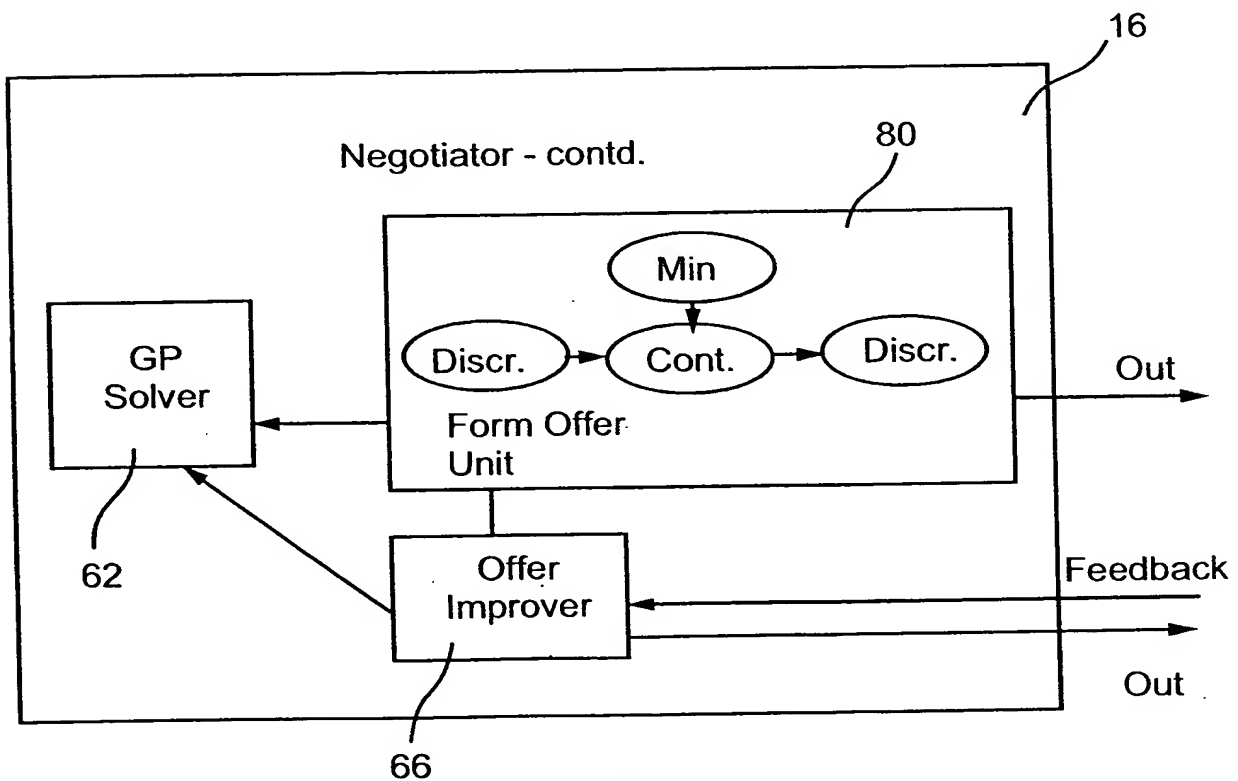 16
Negotiator - contd.
80
Min
GP
Solver
Discr.
Cont.
Discr.
Out
Form Offer
Unit
62
Offer
Improver
Feedback
Out
66